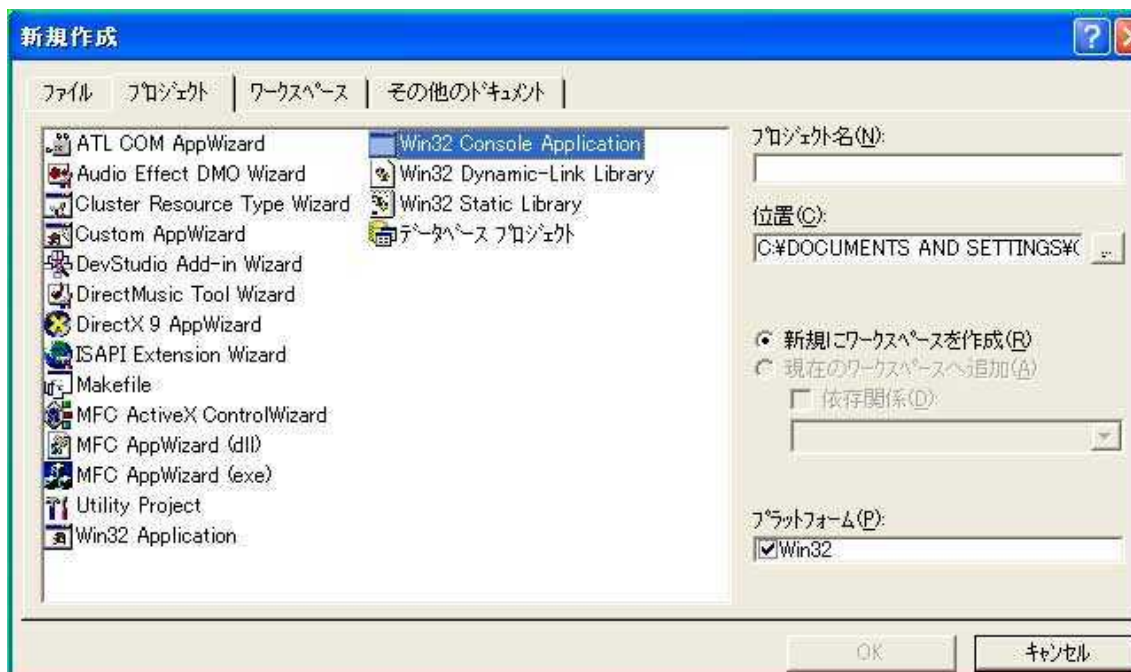 新規作成
ファイル
プロジェクト
ワークスペース
その他のドキュメント
ATL COM AppWizard
Audio Effect DMO Wizard
Cluster Resource Type Wizard
Custom AppWizard
DevStudio Add-in Wizard
DirectMusic Tool Wizard
DirectX 9 AppWizard
ISAPI Extension Wizard
Makefile
MFC ActiveX ControlWizard
MFC AppWizard (dll)
MFC AppWizard (exe)
Utility Project
Win32 Application
Win32 Console Application
Win32 Dynamic-Link Library
Win32 Static Library
データベース プロジェクト
プロジェクト名(N):
位置(C):
C:¥DOCUMENTS AND SETTINGS¥
...
新規にワークスペースを作成(R)
現在のワークスペースへ追加(A)
依存関係(D):
プラットフォーム(P):
Win32
OK
キャンセル